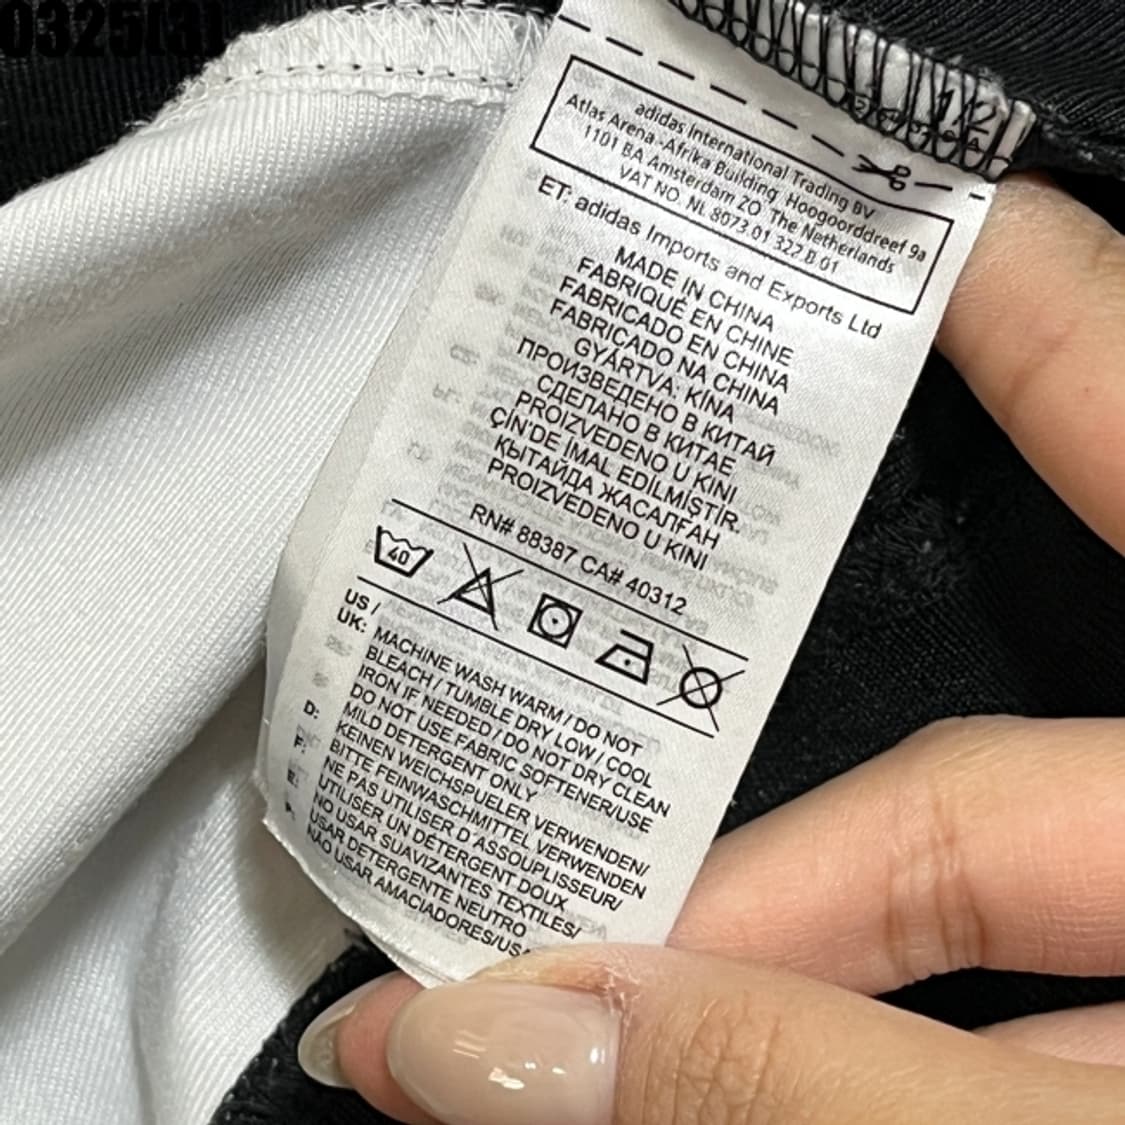 0325(3)
1/2
adidas International Trading BV
Atlas Arena -Afrika Building Hoogoorddreef 9a
1101 BA Amsterdam ZO The Netherlands
VAT NO. NL 8073.01.322.B.01
ET: adidas Imports and Exports Ltd
MADE IN CHINA
FABRIQUÉ EN CHINE
FABRICADO EN CHINA
FABRICADO NA CHINA
GYÁRTVA: KÍNA
ПРОИЗВЕДЕНО В КИТАЙ
СДЕЛАНО В КИТАЕ
PROIZVEDENO U KINI
ÇİN'DE İMAL EDİLMİŞTİR.
ҚЫТАЙДА ЖАСАЛҒАН
PROIZVEDENO U KINI
RN# 88387 CA# 40312
40
US /
UK: MACHINE WASH WARM / DO NOT
BLEACH / TUMBLE DRY LOW / COOL
IRON IF NEEDED / DO NOT DRY CLEAN
DO NOT USE FABRIC SOFTENER/USE
MILD DETERGENT ONLY
D: KEINEN WEICHSPUELER VERWENDEN/
BITTE FEINWASCHMITTEL VERWENDEN
F: NE PAS UTILISER D'ASSOUPLISSEUR/
UTILISER UN DÉTERGENT DOUX
E: NO USAR SUAVIZANTES TEXTILES/
USAR DETERGENTE NEUTRO
P: NÃO USAR AMACIADORES/USA